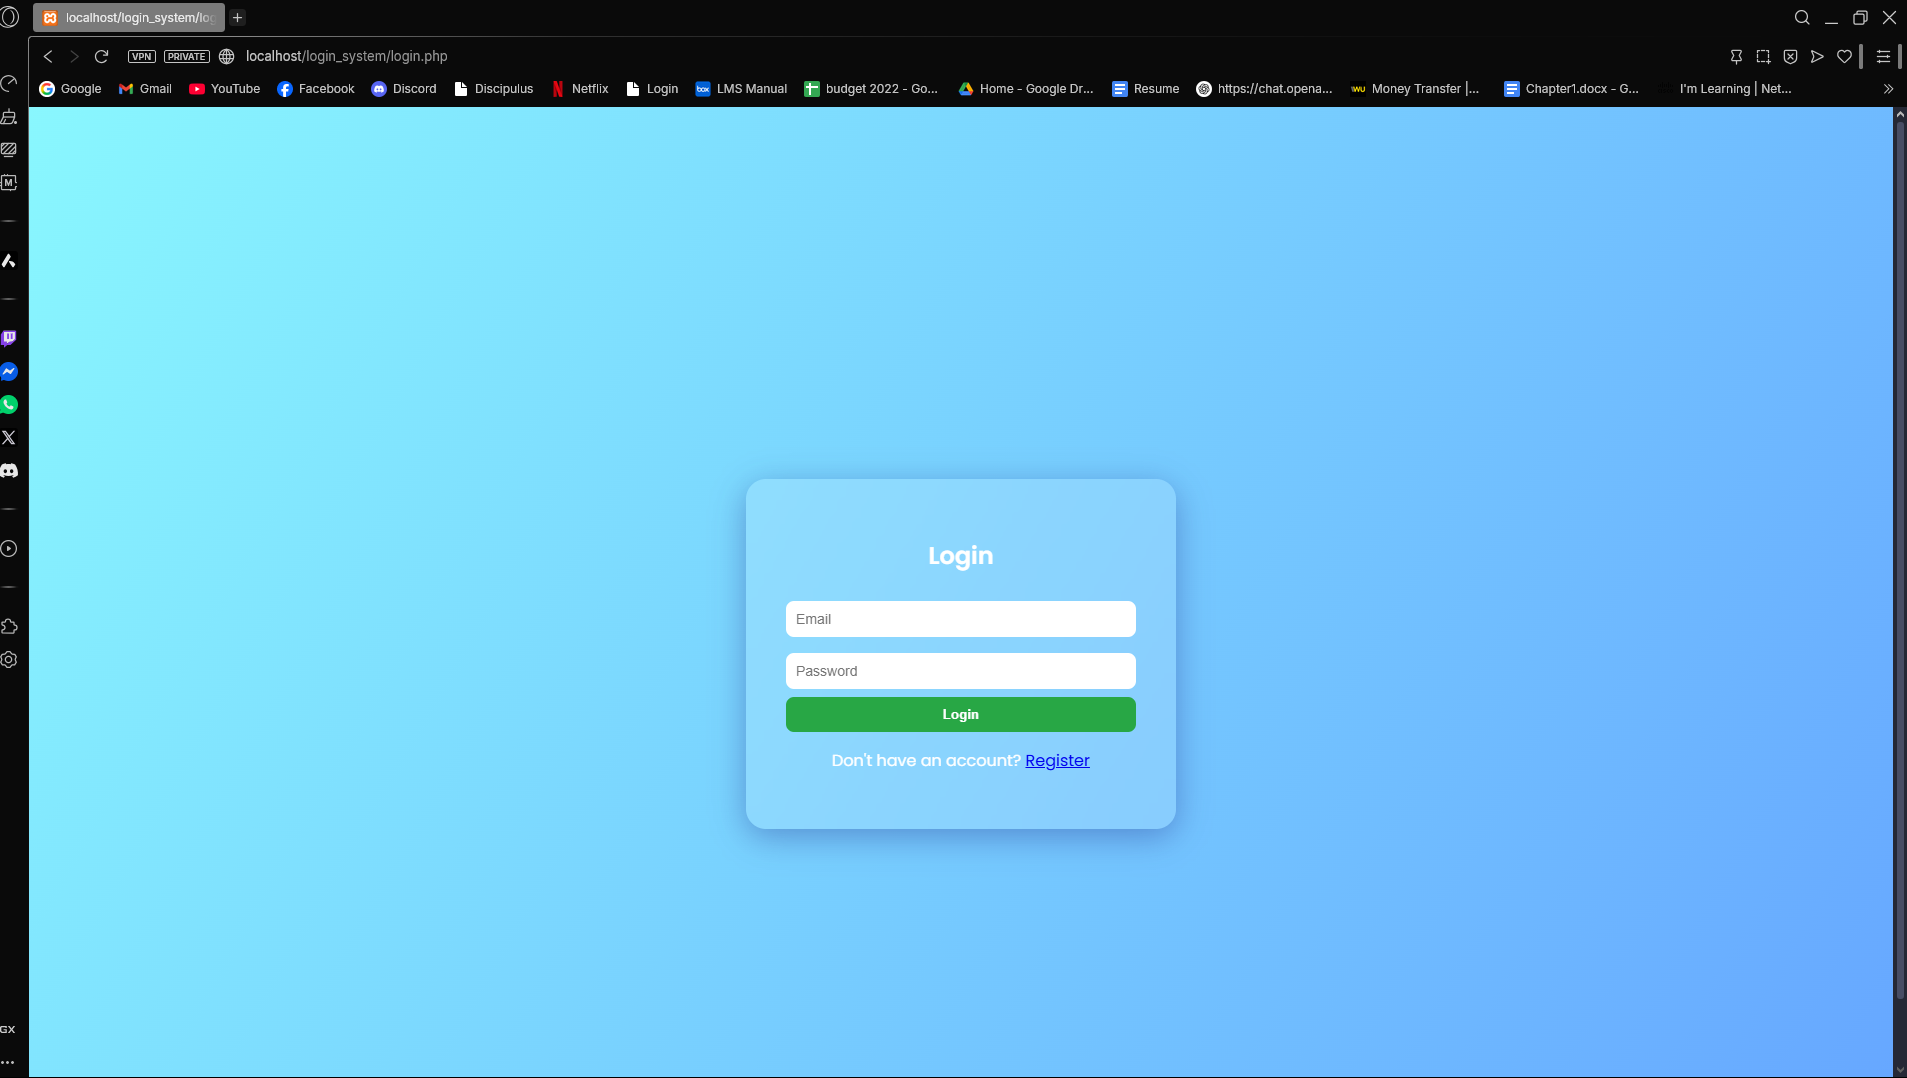 localhost/login_system/log
VPN PRIVATE localhost/login_system/login.php
Google Gmail YouTube Facebook Discord Discipulus Netflix Login LMS Manual budget 2022 - Go... Home - Google Dr... Resume https://chat.opena... Money Transfer |... Chapter1.docx - G... I'm Learning | Net...
M
Login
Email
Password
Login
Don't have an account? Register
GX